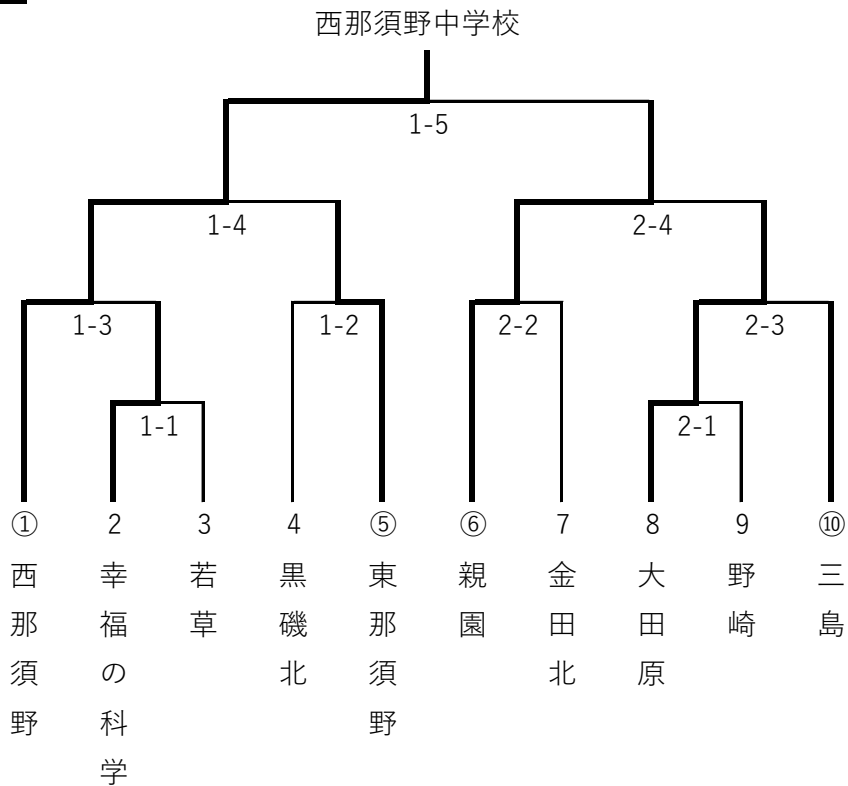 西那須野中学校
1-5
1-4
2-4
1-3
1-2
2-2
2-3
1-1
2-1
①
2
3
4
⑤
⑥
7
8
9
⑩
西那須野
幸福の科学
若草
黒磯北
東那須野
親園
金田北
大田原
野崎
三島